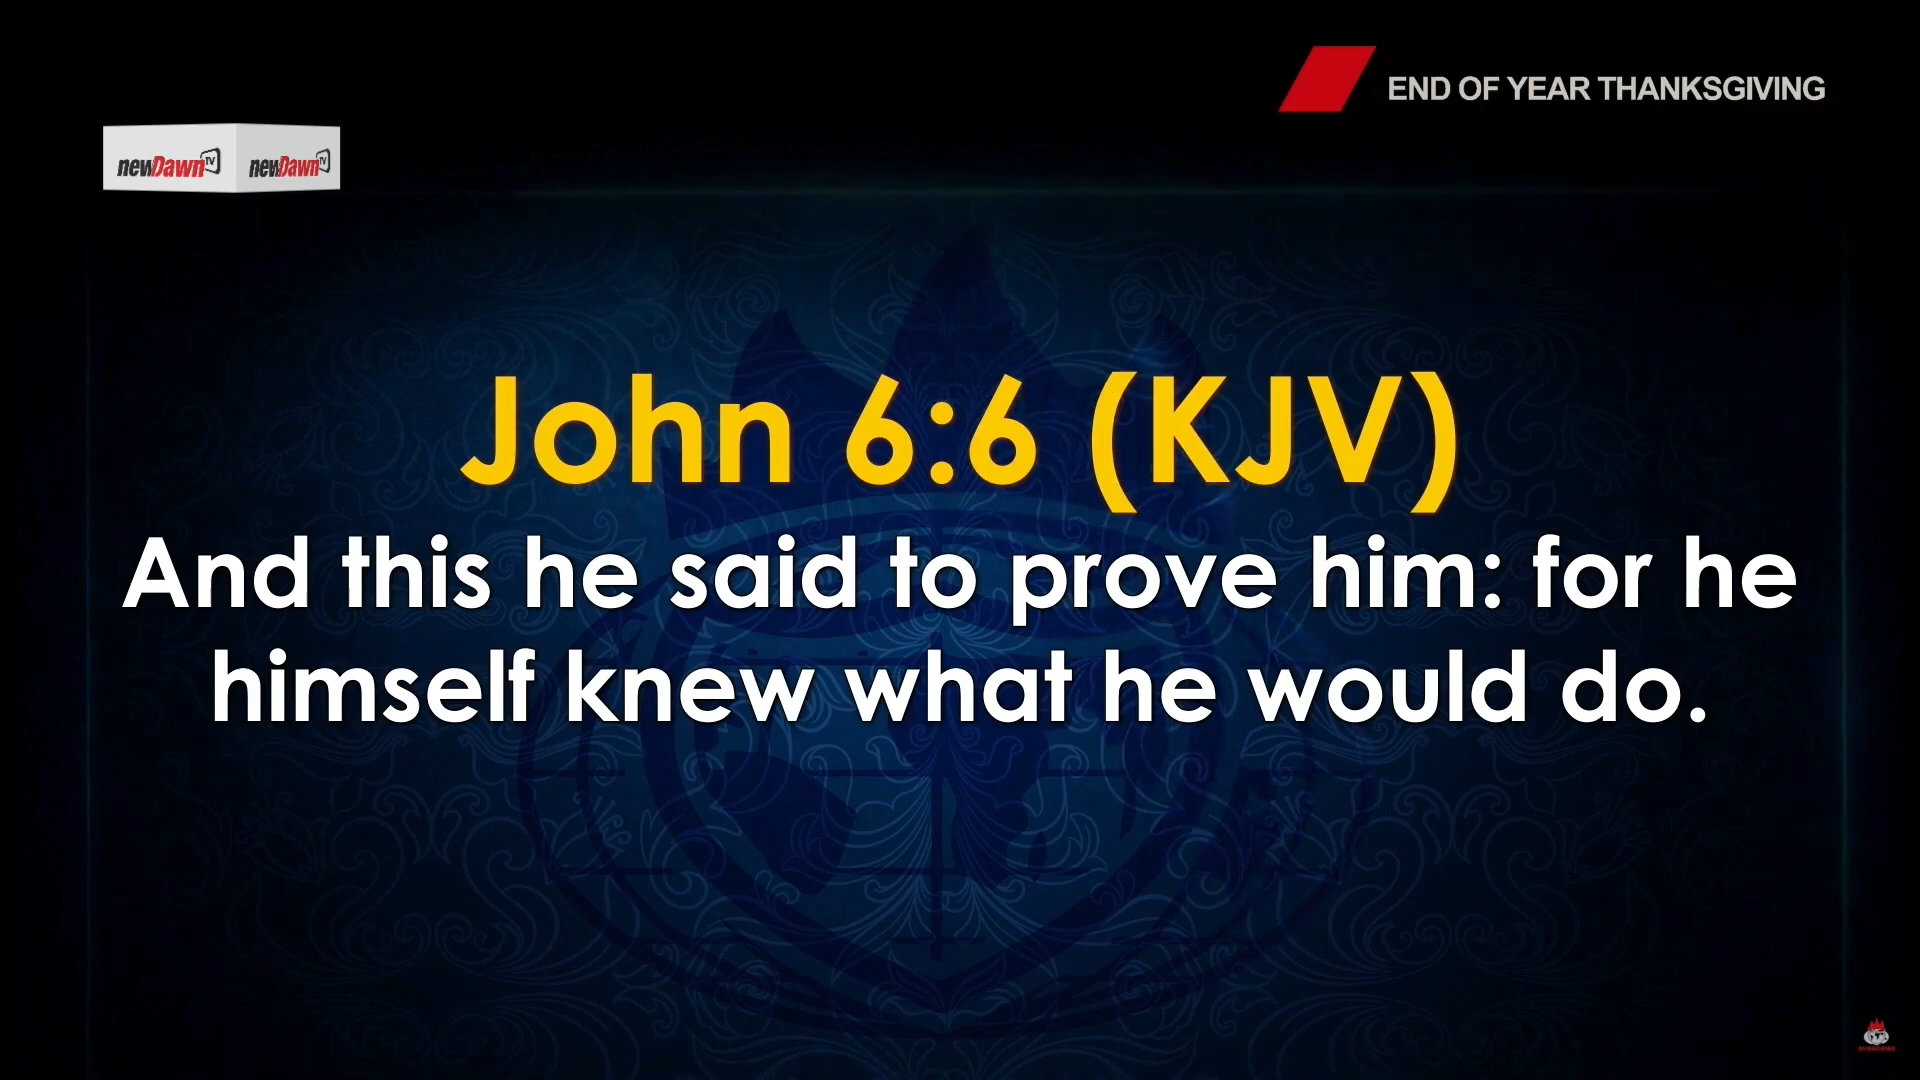 END OF YEAR THANKSGIVING
newDawn TV newDawn TV
John 6:6 (KJV)
And this he said to prove him: for he
himself knew what he would do.